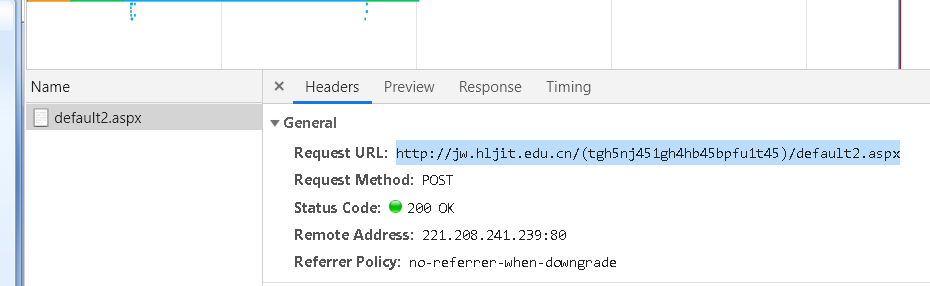 Name
default2.aspx
× Headers Preview Response Timing
▼ General
Request URL: http://jw.hljit.edu.cn/(tgh5nj451gh4hb45bpfu1t45)/default2.aspx
Request Method: POST
Status Code: 200 OK
Remote Address: 221.208.241.239:80
Referrer Policy: no-referrer-when-downgrade